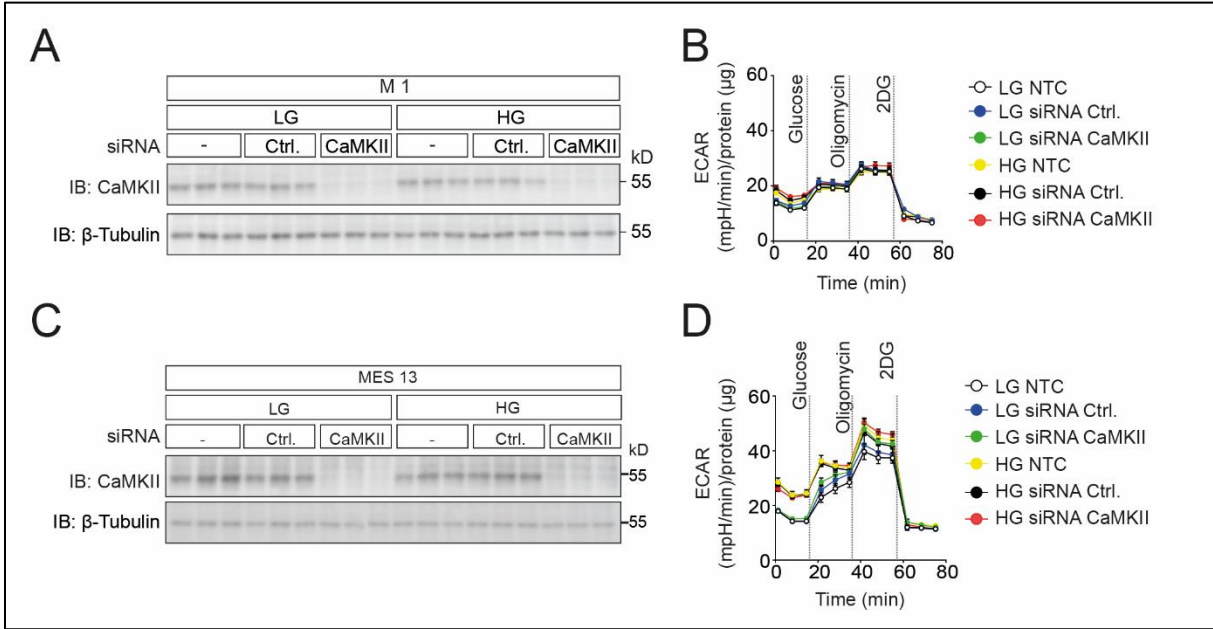 A
M 1
LG HG
siRNA - Ctrl. CaMKII - Ctrl. CaMKII
kD
IB: CaMKII 55
IB: β-Tubulin 55
B
ECAR
(mpH/min)/protein (µg)
60
40
20
0
Glucose
Oligomycin
2DG
0 20 40 60 80
Time (min)
LG NTC
LG siRNA Ctrl.
LG siRNA CaMKII
HG NTC
HG siRNA Ctrl.
HG siRNA CaMKII
C
MES 13
LG HG
siRNA - Ctrl. CaMKII - Ctrl. CaMKII
kD
IB: CaMKII 55
IB: β-Tubulin 55
D
ECAR
(mpH/min)/protein (µg)
60
40
20
0
Glucose
Oligomycin
2DG
0 20 40 60 80
Time (min)
LG NTC
LG siRNA Ctrl.
LG siRNA CaMKII
HG NTC
HG siRNA Ctrl.
HG siRNA CaMKII